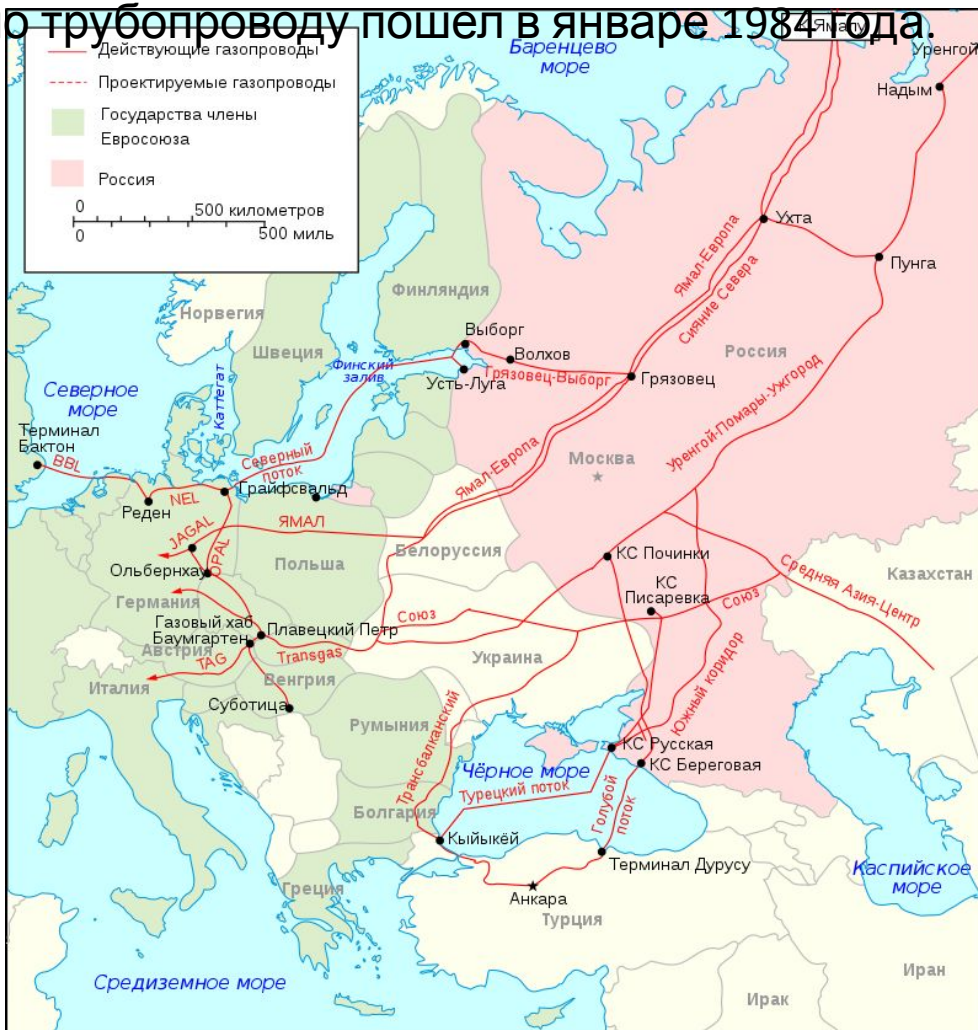 о трубопроводу пошел в январе 1984 года.
К Ямалу
Действующие газопроводы
Проектируемые газопроводы
Государства члены
Евросоюза
Россия
0
500 километров
0
500 миль
Баренцево
море
Уренгой
Надым
Ухта
Пунга
Ямал-Европа
Сияние Севера
Норвегия
Швеция
Финляндия
Россия
Выборг
Волхов
Финский
залив
Усть-Луга
Грязовец-Выборг
Грязовец
Каттегат
Северное
море
Терминал
Бактон
BBL
Северный
поток
Ямал-Европа
Москва
Уренгой-Помары-Ужгород
Грайфсвальд
NEL
Реден
JAGAL
OPAL
ЯМАЛ
Польша
Белоруссия
КС Починки
Ольбернхау
Германия
КС
Писаревка
Союз
Средняя Азия-Центр
Казахстан
Газовый хаб
Баумгартен
Плавецкий Петр
Союз
Австрия
TAG
Transgas
Украина
Италия
Венгрия
Суботица
Румыния
Южный коридор
Трансбалканский
КС Русская
КС Береговая
Чёрное море
Турецкий поток
Голубой
поток
Болгария
Кыйыкёй
Терминал Дурусу
Каспийское
море
Греция
Анкара
Турция
Средиземное море
Ирак
Иран